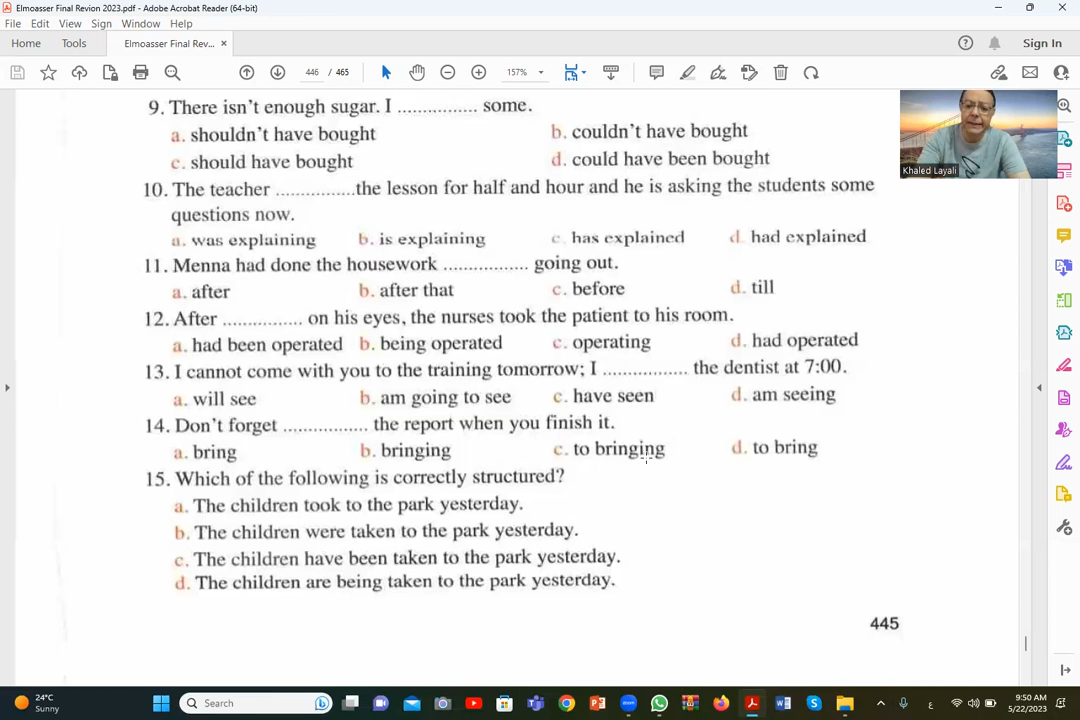 Elmoasser Final Revion 2023.pdf - Adobe Acrobat Reader (64-bit)
File Edit View Sign Window Help
Home Tools Elmoasser Final Rev... × Sign In
446 / 465 157%
9. There isn't enough sugar. I ................ some.
a. shouldn't have bought b. couldn't have bought
c. should have bought d. could have been bought
10. The teacher ................the lesson for half and hour and he is asking the students some
questions now.
a. was explaining b. is explaining c. has explained d. had explained
11. Menna had done the housework ................ going out.
a. after b. after that c. before d. till
12. After ................ on his eyes, the nurses took the patient to his room.
a. had been operated b. being operated c. operating d. had operated
13. I cannot come with you to the training tomorrow; I ................ the dentist at 7:00.
a. will see b. am going to see c. have seen d. am seeing
14. Don't forget ................ the report when you finish it.
a. bring b. bringing c. to bringing d. to bring
15. Which of the following is correctly structured?
a. The children took to the park yesterday.
b. The children were taken to the park yesterday.
c. The children have been taken to the park yesterday.
d. The children are being taken to the park yesterday.
445
Khaled Layali
24°C
Sunny
Search
ع
9:50 AM
5/22/2023